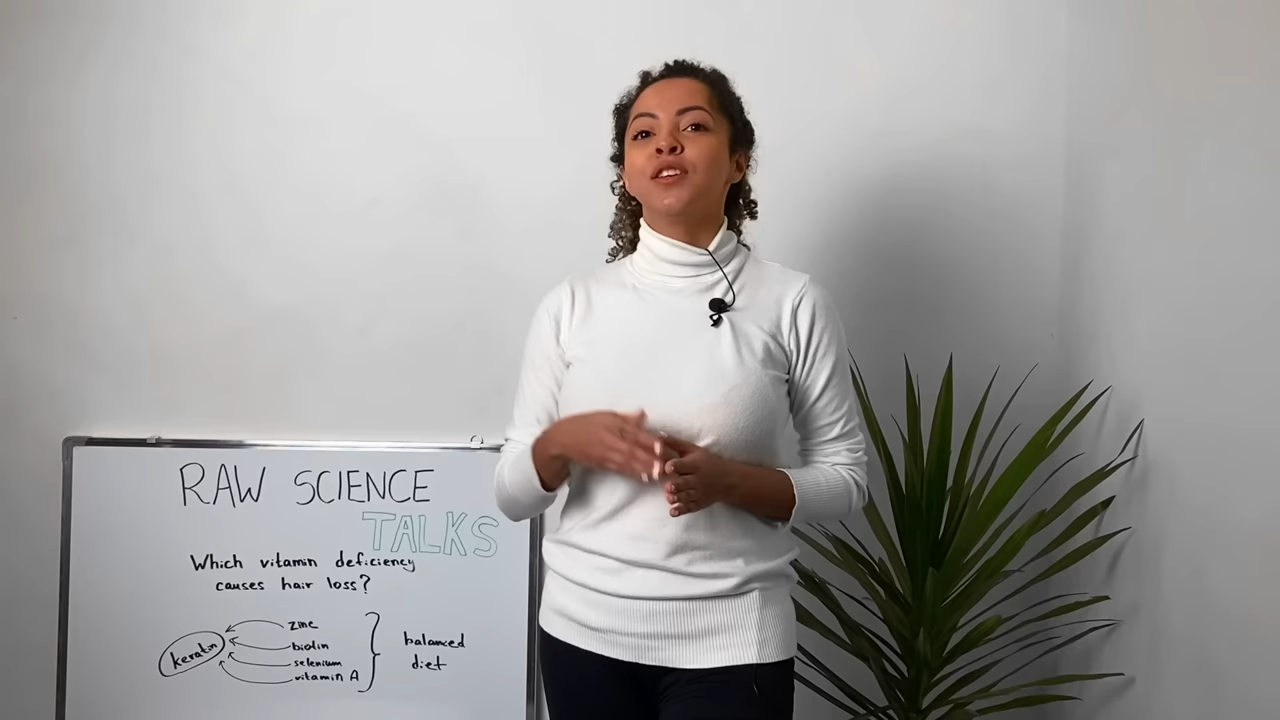 RAW SCIENCE
TALKS
Which vitamin deficiency
causes hair loss?
keratin
zinc
biotin
selenium
vitamin A
balanced
diet